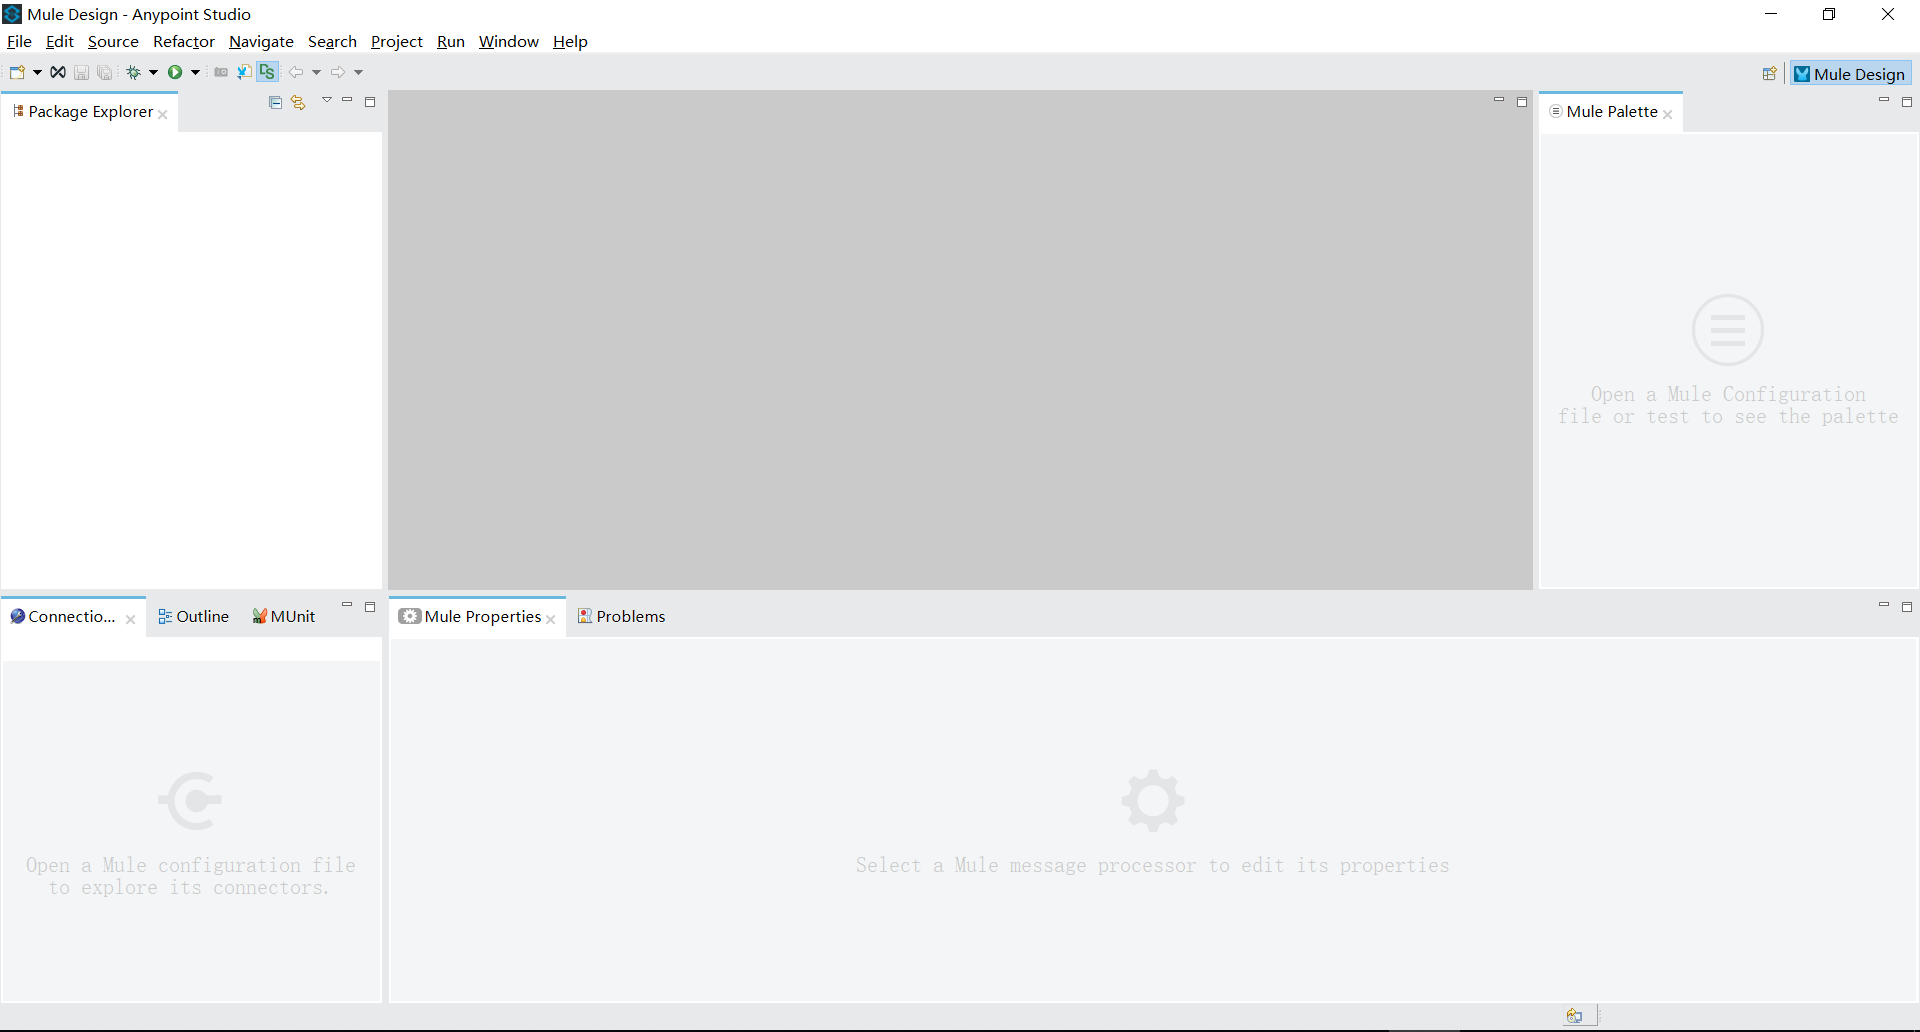 Mule Design - Anypoint Studio
File Edit Source Refactor Navigate Search Project Run Window Help
Mule Design
Package Explorer
Mule Palette
Open a Mule Configuration
file or test to see the palette
Connectio... Outline MUnit
Mule Properties Problems
Open a Mule configuration file
to explore its connectors.
Select a Mule message processor to edit its properties